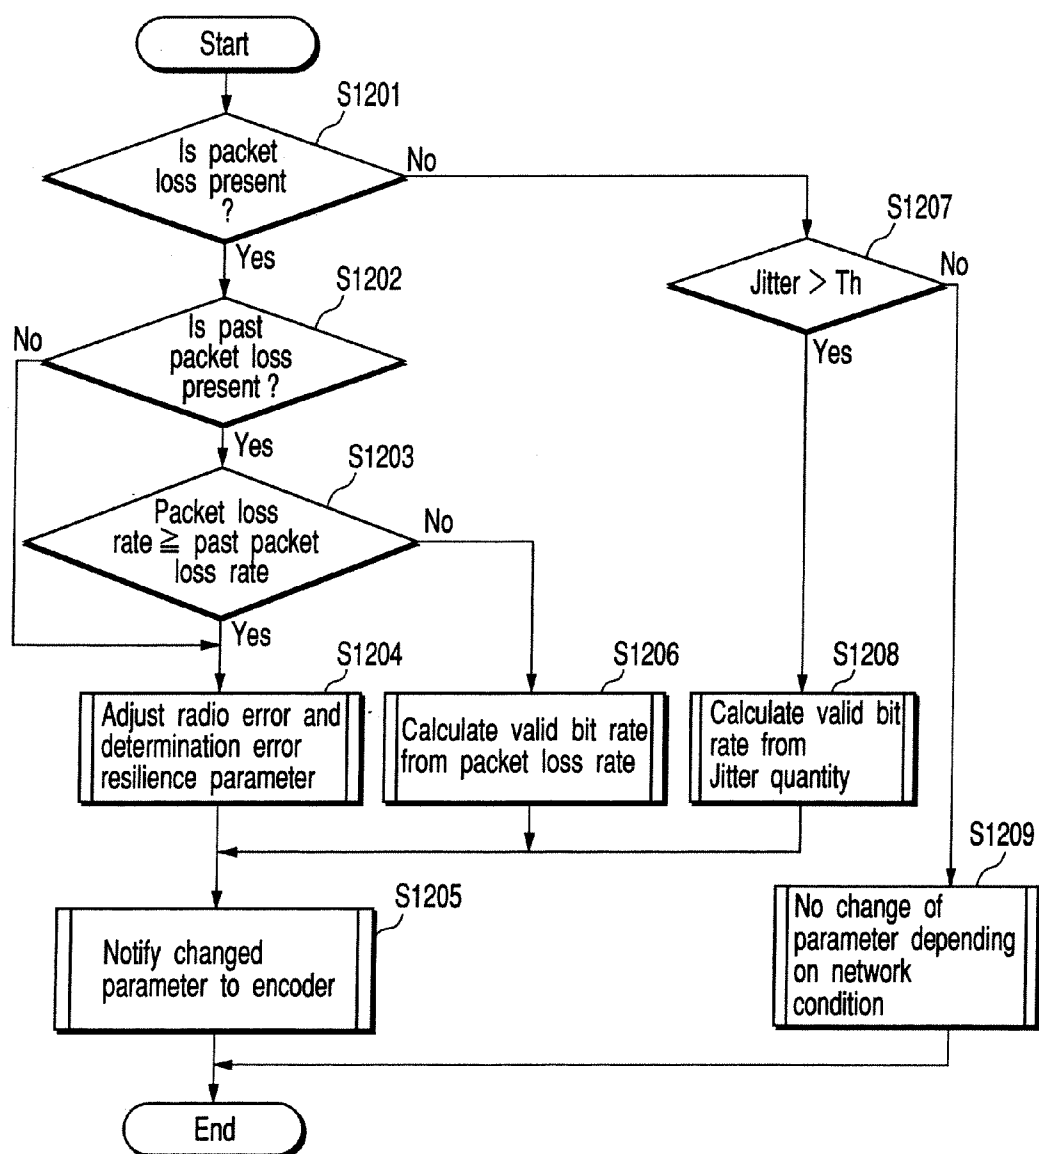 Start
S1201
Is packet
loss present
?
No
Yes
S1207
Jitter > Th
No
Yes
S1202
Is past
packet loss
present ?
No
Yes
S1203
Packet loss
rate ≧ past packet
loss rate
No
Yes
S1204
Adjust radio error and
determination error
resilience parameter
S1206
Calculate valid bit rate
from packet loss rate
S1208
Calculate valid bit
rate from
Jitter quantity
S1205
Notify changed
parameter to encoder
S1209
No change of
parameter depending
on network
condition
End